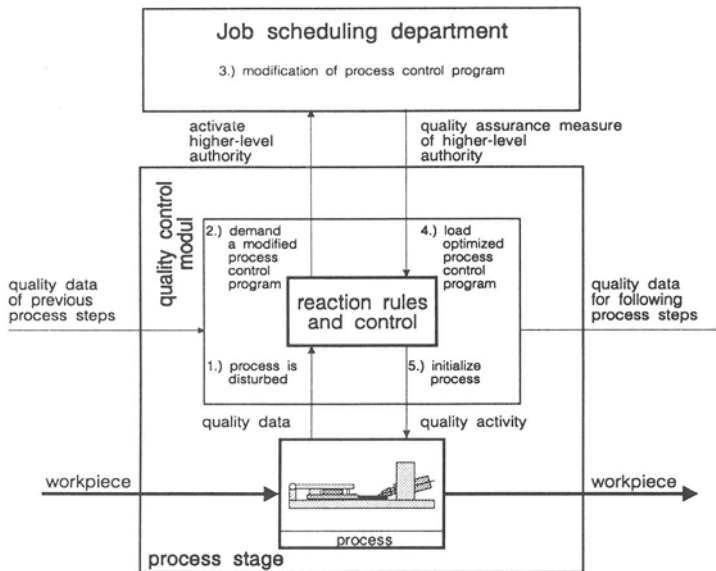 Job scheduling department
3.) modification of process control program
activate
higher-level
authority
quality assurance measure
of higher-level
authority
quality control
modul
2.) demand
a modified
process
control
program
4.) load
optimized
process
control
program
quality data
of previous
process steps
reaction rules
and control
quality data
for following
process steps
1.) process is
disturbed
5.) initialize
process
quality data
quality activity
workpiece
workpiece
process
process stage